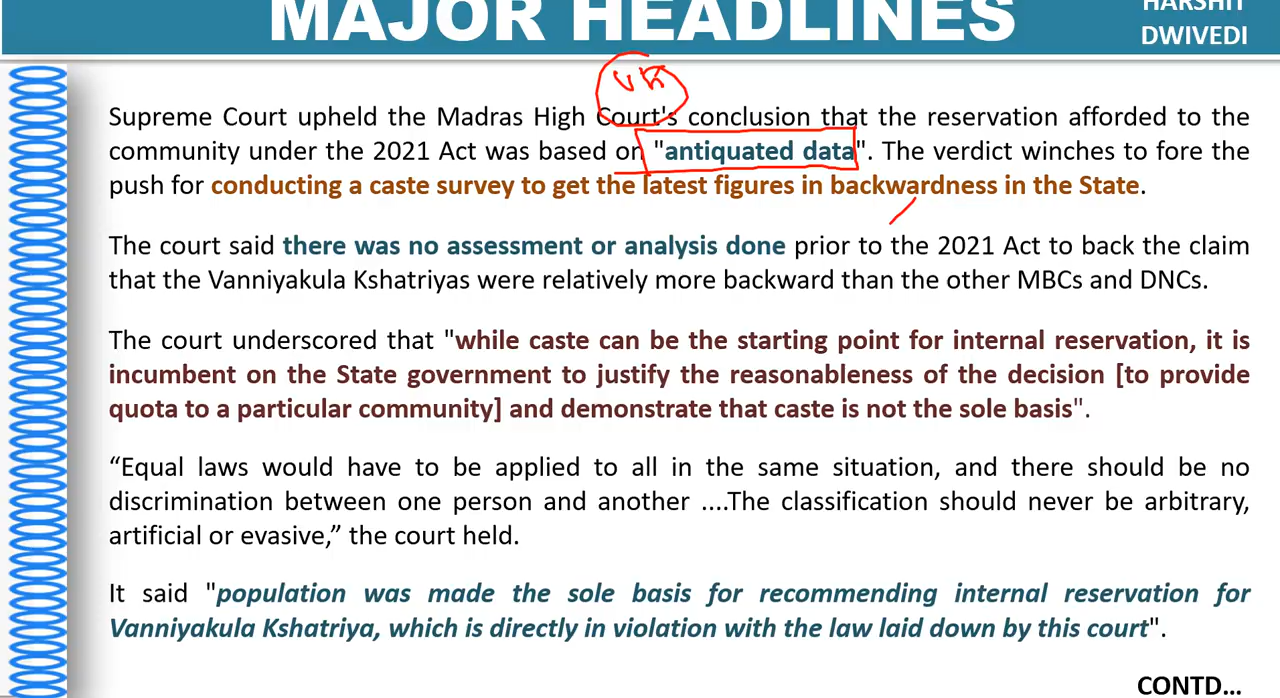 MAJOR HEADLINES
HARSHIT
DWIVEDI
VK
Supreme Court upheld the Madras High Court's conclusion that the reservation afforded to the
community under the 2021 Act was based on "antiquated data". The verdict winches to fore the
push for conducting a caste survey to get the latest figures in backwardness in the State.
The court said there was no assessment or analysis done prior to the 2021 Act to back the claim
that the Vanniyakula Kshatriyas were relatively more backward than the other MBCs and DNCs.
The court underscored that "while caste can be the starting point for internal reservation, it is
incumbent on the State government to justify the reasonableness of the decision [to provide
quota to a particular community] and demonstrate that caste is not the sole basis".
“Equal laws would have to be applied to all in the same situation, and there should be no
discrimination between one person and another ....The classification should never be arbitrary,
artificial or evasive,” the court held.
It said "population was made the sole basis for recommending internal reservation for
Vanniyakula Kshatriya, which is directly in violation with the law laid down by this court".
CONTD...